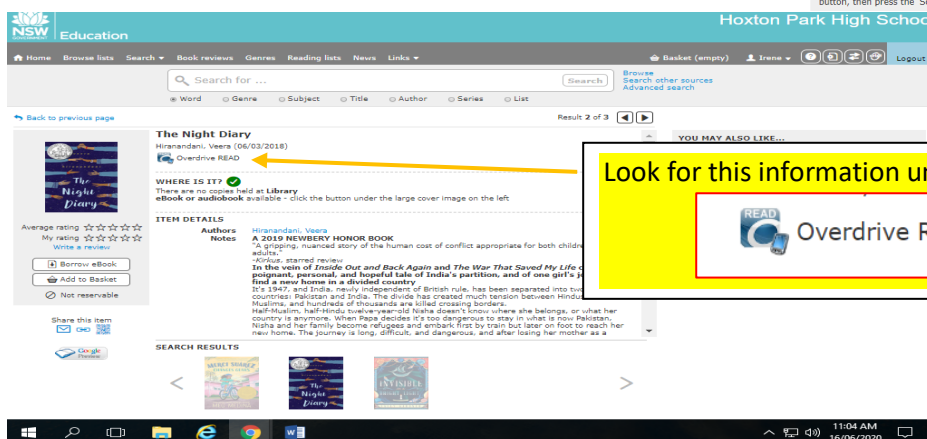 button, then press the 'Se
NSW
GOVERNMENT
Education
Hoxton Park High Schoo
Home Browse lists Search Book reviews Genres Reading lists News Links
Basket (empty) Irene Logout
Search for ...
Search
Browse
Search other sources
Advanced search
Word Genre Subject Title Author Series List
Back to previous page
Result 2 of 3
The Night Diary
Hiranandani, Veera (06/03/2018)
Overdrive READ
YOU MAY ALSO LIKE...
Look for this information un
READ
Overdrive R
WHERE IS IT?
There are no copies held at Library
eBook or audiobook available - click the button under the large cover image on the left
The
Night
Diary
Average rating
My rating
Write a review
Borrow eBook
Add to Basket
Not reservable
Share this item
Google
Preview
ITEM DETAILS
Authors Hiranandani, Veera
Notes A 2019 NEWBERY HONOR BOOK
"A gripping, nuanced story of the human cost of conflict appropriate for both childre
adults."
-Kirkus, starred review
In the vein of Inside Out and Back Again and The War That Saved My Life c
poignant, personal, and hopeful tale of India's partition, and of one girl's jo
find a new home in a divided country
It's 1947, and India, newly independent of British rule, has been separated into tw
countries: Pakistan and India. The divide has created much tension between Hindu
Muslims, and hundreds of thousands are killed crossing borders.
Half-Muslim, half-Hindu twelve-year-old Nisha doesn't know where she belongs, or what her
country is anymore. When Papa decides it's too dangerous to stay in what is now Pakistan,
Nisha and her family become refugees and embark first by train but later on foot to reach her
new home. The journey is long, difficult, and dangerous, and after losing her mother as a
SEARCH RESULTS
The
Night
Diary
INVISIBLE
11:04 AM
16/06/2020